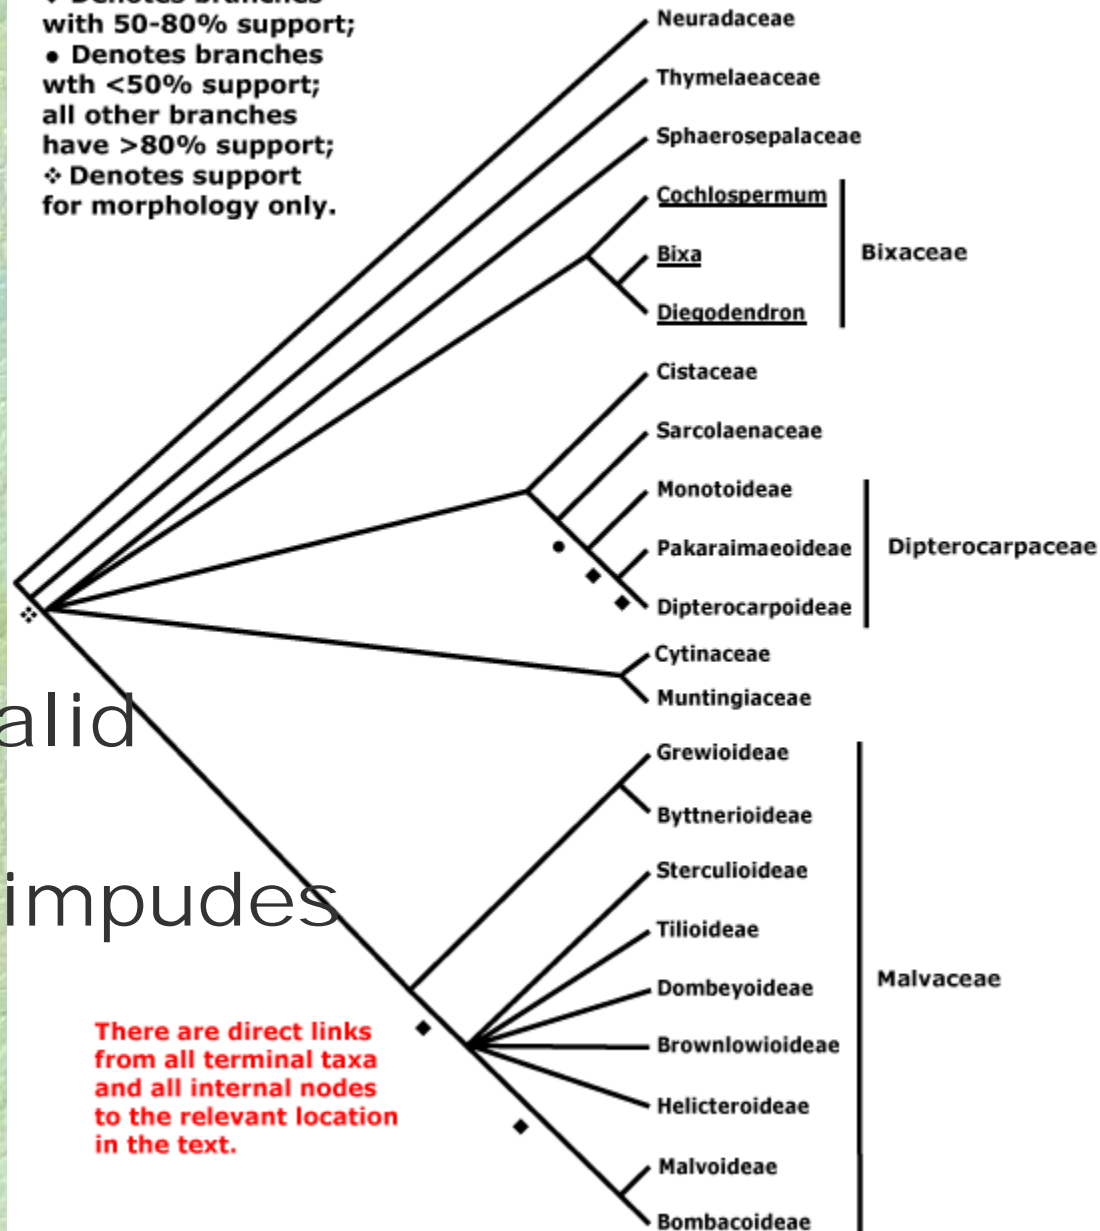 Denotes branches
with 50-80% support;
• Denotes branches
wth <50% support;
all other branches
have >80% support;
❖ Denotes support
for morphology only.
Neuradaceae
Thymelaeaceae
Sphaerosepalaceae
Cochlospermum
Bixa
Diegodendron
Bixaceae
Cistaceae
Sarcolaenaceae
Monotoideae
Pakaraimaeoideae
Dipterocarpoideae
Dipterocarpaceae
Cytinaceae
Muntingiaceae
alid
Grewioideae
Byttnerioideae
impudes
Sterculioideae
Tilioideae
Dombeyoideae
Brownlowioideae
Helicteroideae
Malvoideae
Bombacoideae
Malvaceae
There are direct links
from all terminal taxa
and all internal nodes
to the relevant location
in the text.